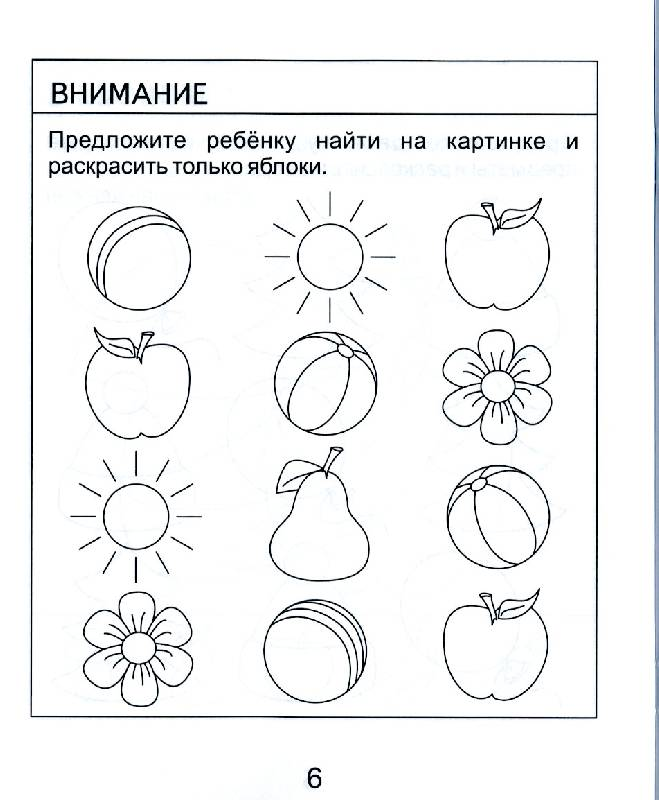 ВНИМАНИЕ
Предложите ребёнку найти на картинке и
раскрасить только яблоки.
6